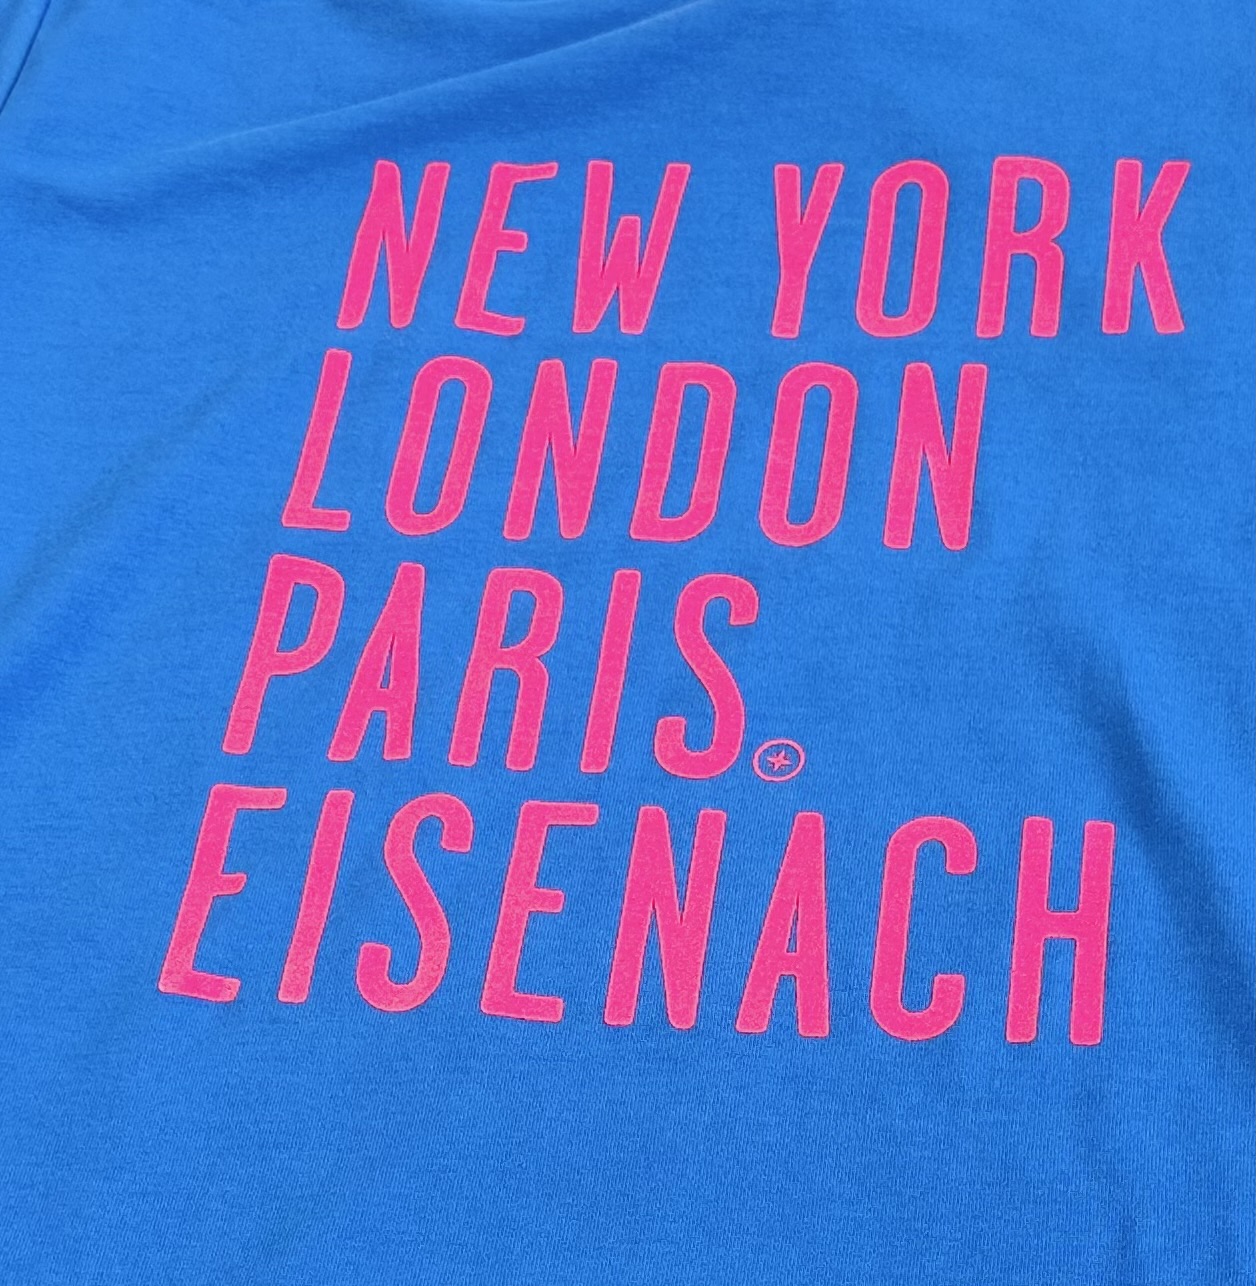 NEW YORK
LONDON
PARIS.
EISENACH